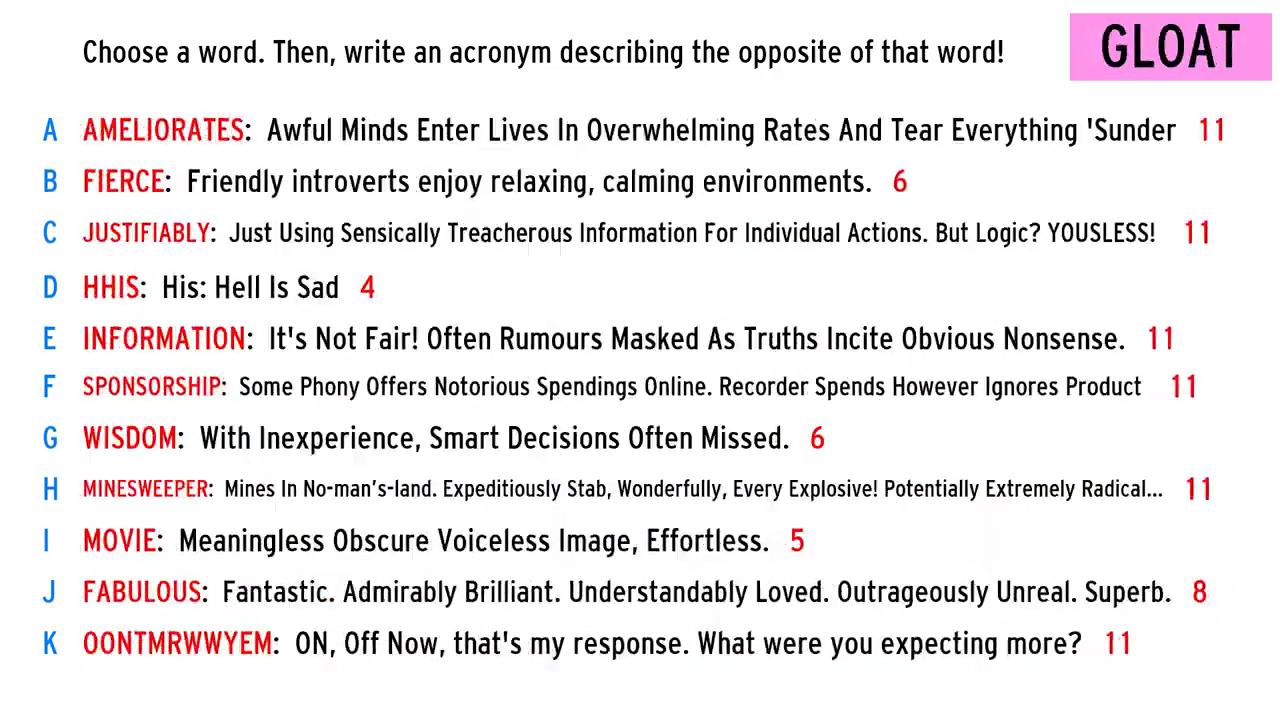 Choose a word. Then, write an acronym describing the opposite of that word!
GLOAT
A AMELIORATES: Awful Minds Enter Lives In Overwhelming Rates And Tear Everything 'Sunder 11
B FIERCE: Friendly introverts enjoy relaxing, calming environments. 6
C JUSTIFIABLY: Just Using Sensically Treacherous Information For Individual Actions. But Logic? YOUSLESS! 11
D HHIS: His: Hell Is Sad 4
E INFORMATION: It's Not Fair! Often Rumours Masked As Truths Incite Obvious Nonsense. 11
F SPONSORSHIP: Some Phony Offers Notorious Spendings Online. Recorder Spends However Ignores Product 11
G WISDOM: With Inexperience, Smart Decisions Often Missed. 6
H MINESWEEPER: Mines In No-man's-land. Expeditiously Stab, Wonderfully, Every Explosive! Potentially Extremely Radical... 11
I MOVIE: Meaningless Obscure Voiceless Image, Effortless. 5
J FABULOUS: Fantastic. Admirably Brilliant. Understandably Loved. Outrageously Unreal. Superb. 8
K OONTMRWWYEM: ON, Off Now, that's my response. What were you expecting more? 11